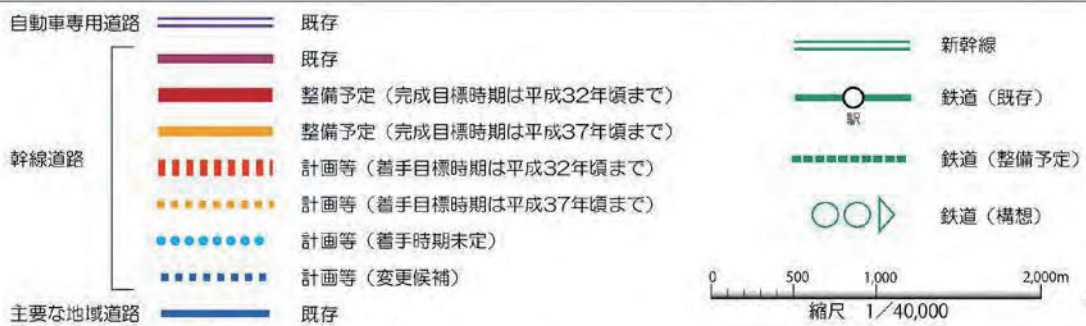 自動車専用道路 既存
幹線道路
既存
整備予定（完成目標時期は平成32年頃まで）
整備予定（完成目標時期は平成37年頃まで）
計画等（着手目標時期は平成32年頃まで）
計画等（着手目標時期は平成37年頃まで）
計画等（着手時期未定）
計画等（変更候補）
主要な地域道路 既存
新幹線
鉄道（既存）
駅
鉄道（整備予定）
鉄道（構想）
0 500 1,000 2,000m
縮尺 1／40,000